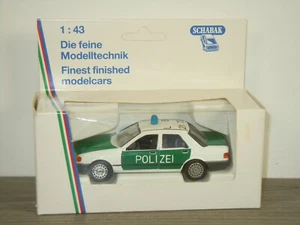 1:43
SCHABAK
Die feine
Modelltechnik
Finest finished
modelcars
POLIZEI